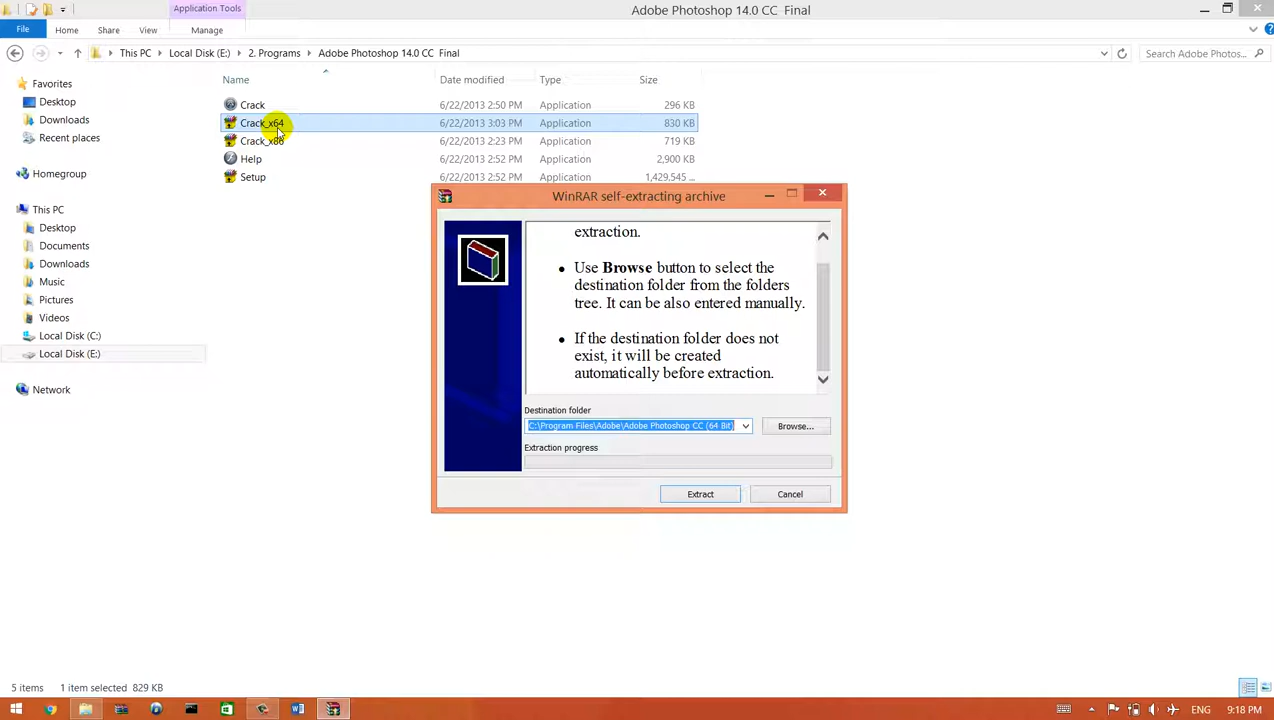 Application Tools
Adobe Photoshop 14.0 CC  Final
File
Home
Share
View
Manage
This PC
Local Disk (E:)
2. Programs
Adobe Photoshop 14.0 CC  Final
Search Adobe Photos...
Favorites
Desktop
Downloads
Recent places
Homegroup
This PC
Desktop
Documents
Downloads
Music
Pictures
Videos
Local Disk (C:)
Local Disk (E:)
Network
Name
Date modified
Type
Size
Crack
6/22/2013 2:50 PM
Application
296 KB
Crack_x64
6/22/2013 3:03 PM
Application
830 KB
Crack_x86
6/22/2013 2:23 PM
Application
719 KB
Help
6/22/2013 2:52 PM
Application
2,900 KB
Setup
6/22/2013 2:52 PM
Application
1,429,545 ...
WinRAR self-extracting archive
extraction.
• Use Browse button to select the
destination folder from the folders
tree. It can be also entered manually.
• If the destination folder does not
exist, it will be created
automatically before extraction.
Destination folder
C:\Program Files\Adobe\Adobe Photoshop CC (64 Bit)
Browse...
Extraction progress
Extract
Cancel
5 items
1 item selected  829 KB
ENG
9:18 PM